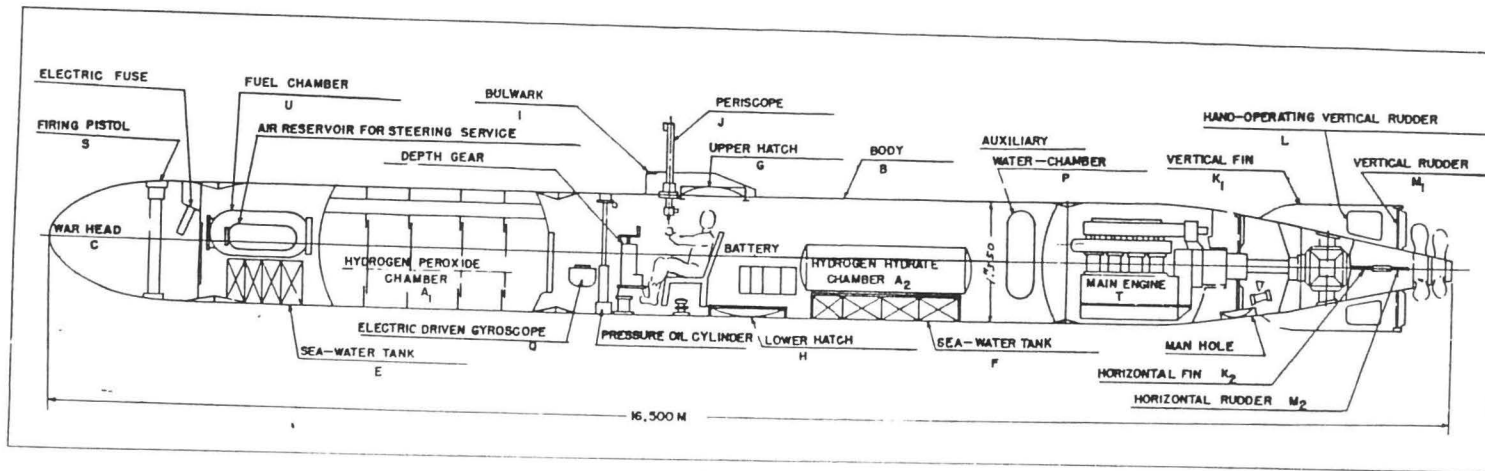 ELECTRIC FUSE
FUEL CHAMBER
U
FIRING PISTOL
S
AIR RESERVOIR FOR STEERING SERVICE
DEPTH GEAR
BULWARK
I
PERISCOPE
J
UPPER HATCH
G
BODY
B
AUXILIARY
WATER-CHAMBER
P
HAND-OPERATING VERTICAL RUDDER
L
VERTICAL FIN
K1
VERTICAL RUDDER
M1
WAR HEAD
C
HYDROGEN PEROXIDE
CHAMBER
A1
BATTERY
HYDROGEN HYDRATE
CHAMBER A2
1,350
MAIN ENGINE
T
ELECTRIC DRIVEN GYROSCOPE
Q
PRESSURE OIL CYLINDER
LOWER HATCH
H
SEA-WATER TANK
E
SEA-WATER TANK
F
MAN HOLE
HORIZONTAL FIN K2
HORIZONTAL RUDDER M2
16,500 M